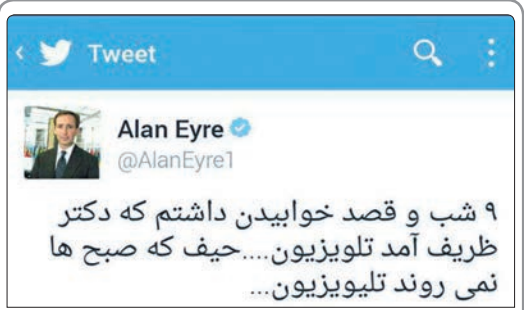 Tweet
Alan Eyre
@AlanEyre1
۹ شب و قصد خوابیدن داشتم که دکتر
ظریف آمد تلویزیون....حیف که صبح ها
نمی روند تلیویزیون...